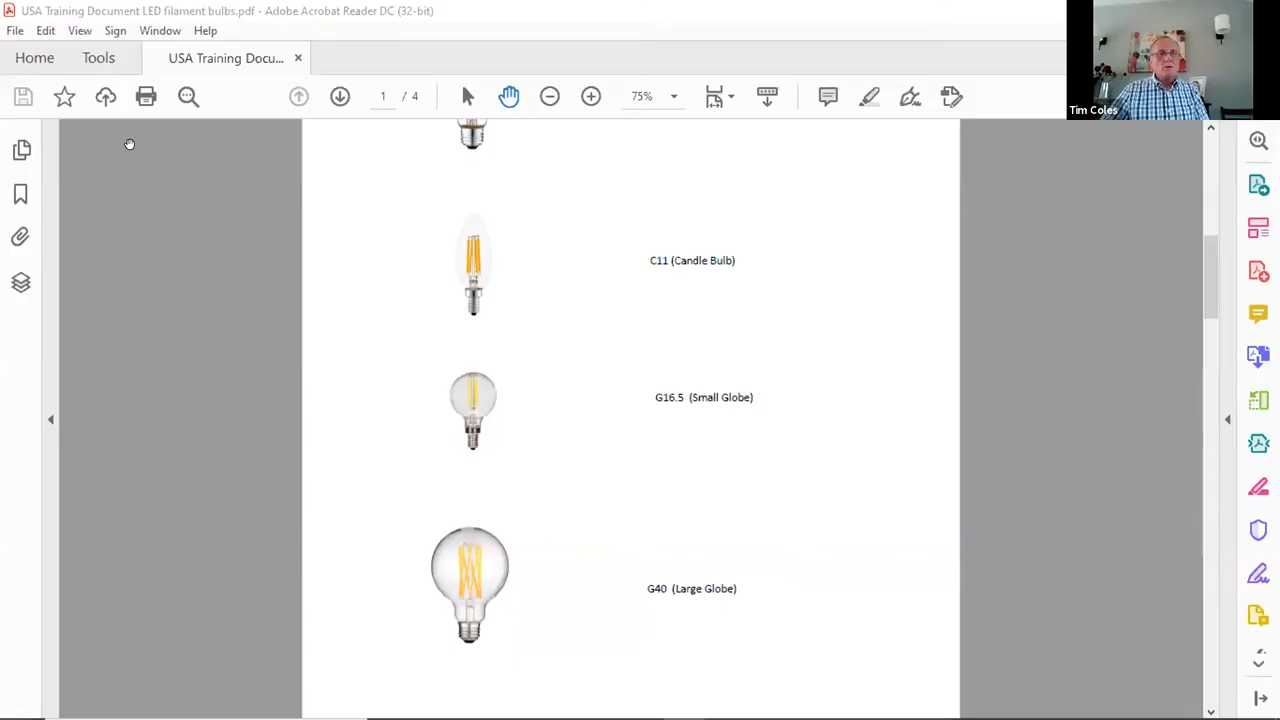 USA Training Document LED filament bulbs.pdf - Adobe Acrobat Reader DC (32-bit)
File Edit View Sign Window Help
Home Tools USA Training Docu... ×
1 / 4 75%
Tim Coles
C11 (Candle Bulb)
G16.5 (Small Globe)
G40 (Large Globe)